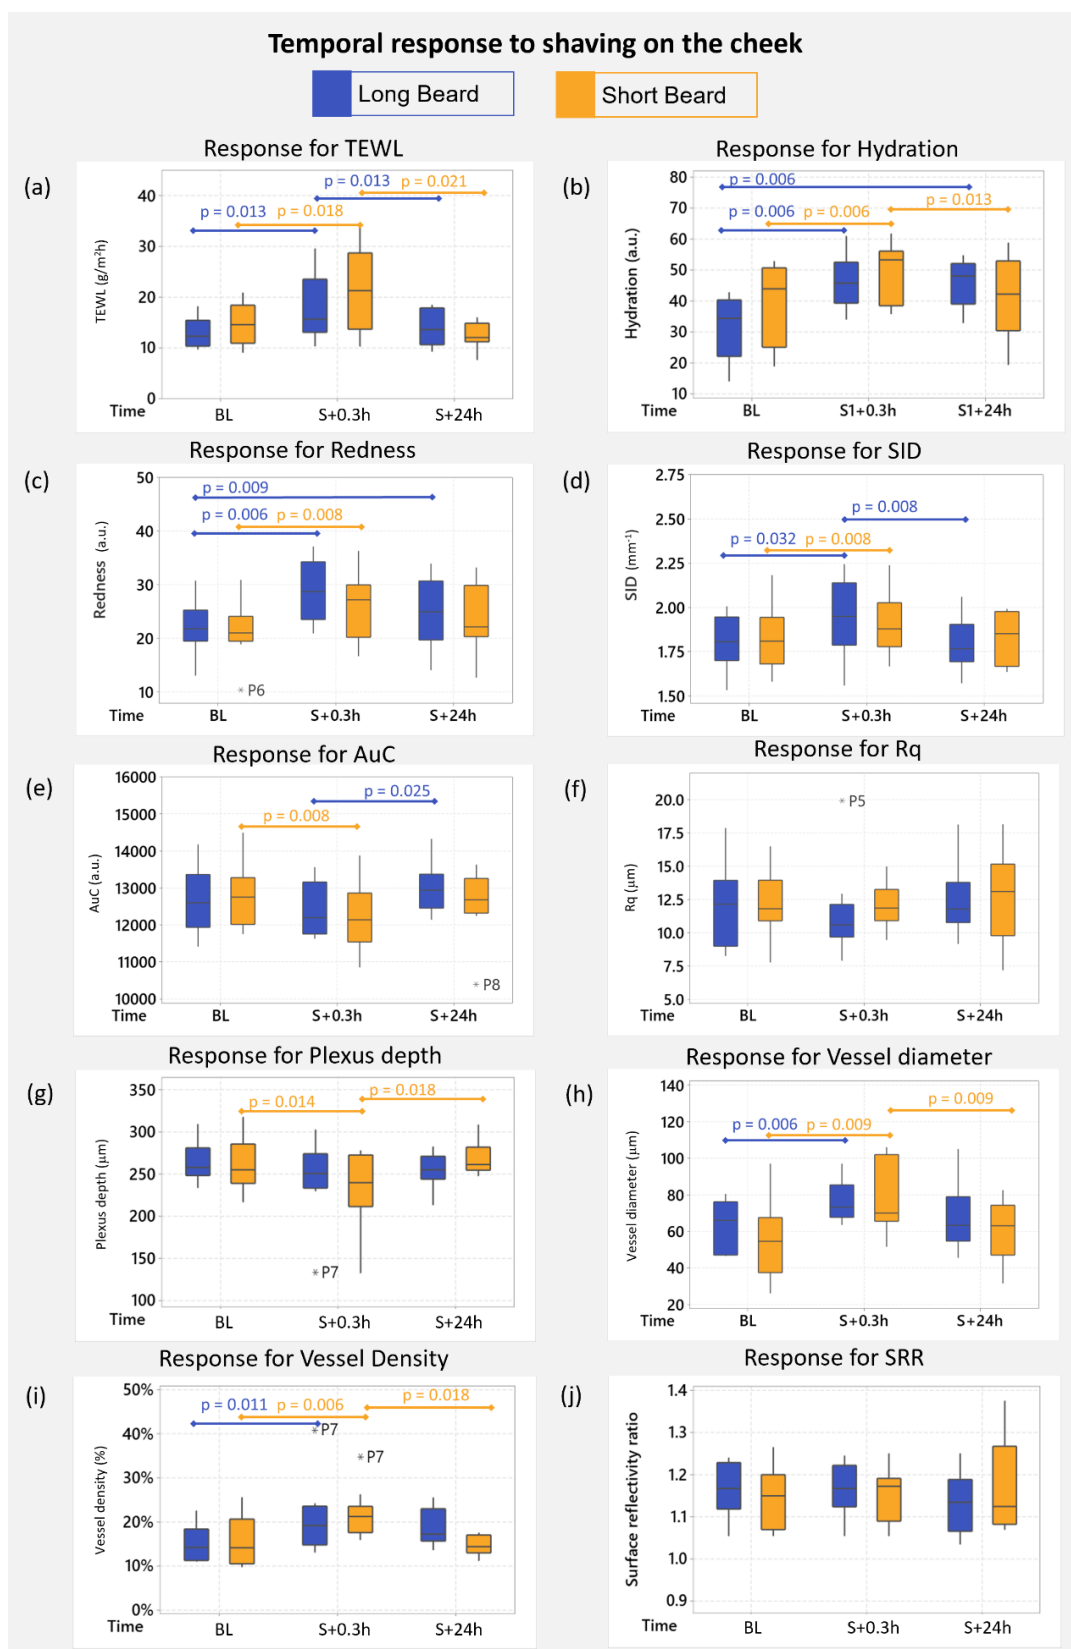 Temporal response to shaving on the cheek
Long Beard
Short Beard
Response for TEWL
(a)
TEWL (g/m²h)
40
30
20
10
0
p = 0.013
p = 0.021
p = 0.013
p = 0.018
Time
BL
S+0.3h
S+24h
Response for Hydration
(b)
Hydration (a.u.)
80
70
60
50
40
30
20
10
p = 0.006
p = 0.013
p = 0.006
p = 0.006
Time
BL
S1+0.3h
S1+24h
Response for Redness
(c)
Redness (a.u.)
50
40
30
20
10
p = 0.009
p = 0.006
p = 0.008
* P6
Time
BL
S+0.3h
S+24h
Response for SID
(d)
SID (mm⁻¹)
2.75
2.50
2.25
2.00
1.75
1.50
p = 0.008
p = 0.032
p = 0.008
Time
BL
S+0.3h
S+24h
Response for AuC
(e)
AuC (a.u.)
16000
15000
14000
13000
12000
11000
10000
p = 0.025
p = 0.008
* P8
Time
BL
S+0.3h
S+24h
Response for Rq
(f)
Rq (μm)
20.0
17.5
15.0
12.5
10.0
7.5
5.0
* P5
Time
BL
S+0.3h
S+24h
Response for Plexus depth
(g)
Plexus depth (μm)
350
300
250
200
150
100
p = 0.018
p = 0.014
* P7
Time
BL
S+0.3h
S+24h
Response for Vessel diameter
(h)
Vessel diameter (μm)
140
120
100
80
60
40
20
p = 0.009
p = 0.006
p = 0.009
Time
BL
S+0.3h
S+24h
Response for Vessel Density
(i)
Vessel density (%)
50%
40%
30%
20%
10%
0%
p = 0.018
p = 0.011
p = 0.006
* P7
* P7
Time
BL
S+0.3h
S+24h
Response for SRR
(j)
Surface reflectivity ratio
1.4
1.3
1.2
1.1
1.0
0.9
Time
BL
S+0.3h
S+24h